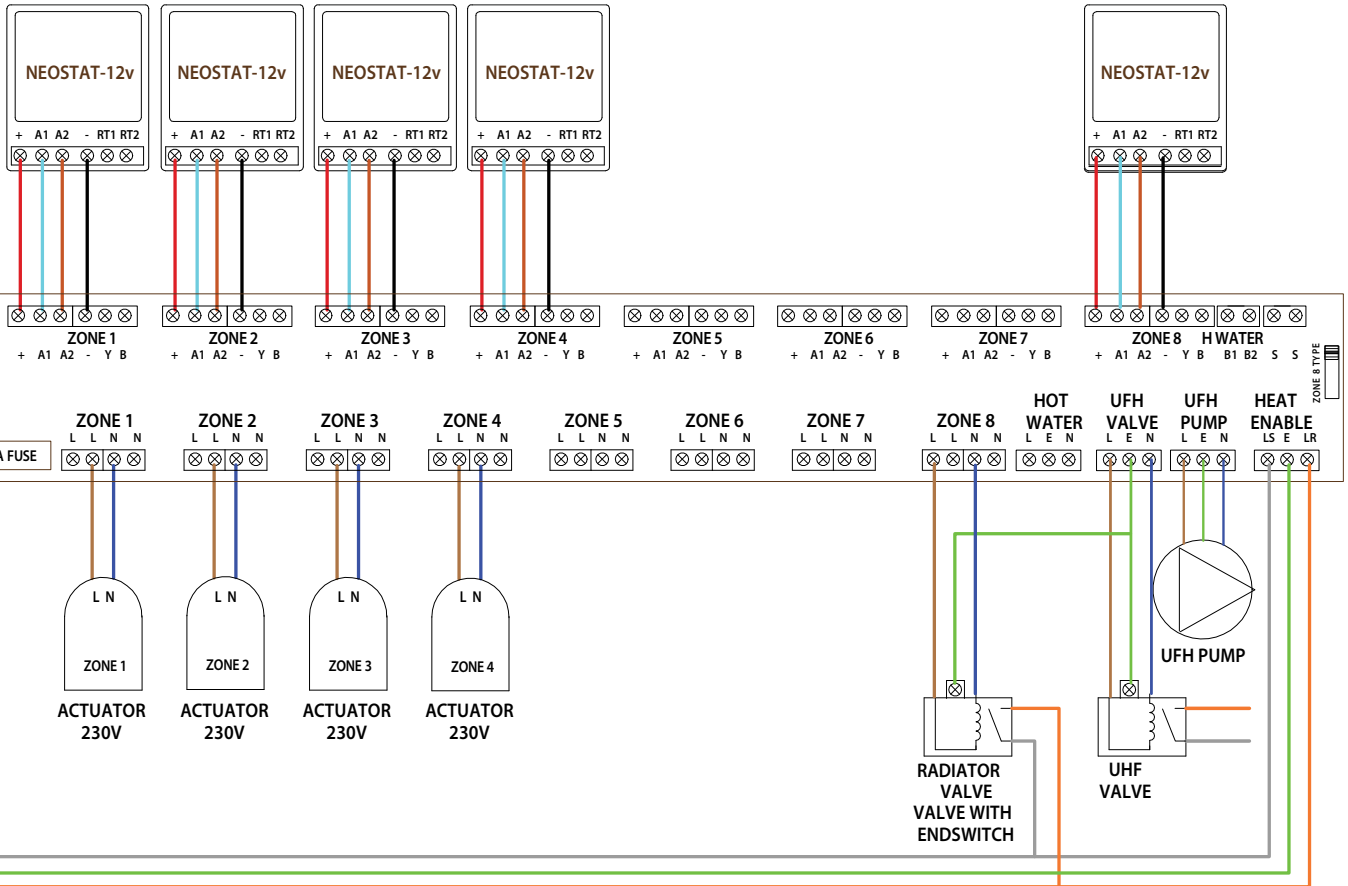 NEOSTAT-12v NEOSTAT-12v NEOSTAT-12v NEOSTAT-12v NEOSTAT-12v
+ A1 A2 - RT1 RT2 + A1 A2 - RT1 RT2 + A1 A2 - RT1 RT2 + A1 A2 - RT1 RT2 + A1 A2 - RT1 RT2
ZONE 1 ZONE 2 ZONE 3 ZONE 4 ZONE 5 ZONE 6 ZONE 7 ZONE 8 H WATER
+ A1 A2 - Y B + A1 A2 - Y B + A1 A2 - Y B + A1 A2 - Y B + A1 A2 - Y B + A1 A2 - Y B + A1 A2 - Y B + A1 A2 - Y B B1 B2 S S
ZONE 8 TYPE
HOT UFH UFH HEAT
ZONE 1 ZONE 2 ZONE 3 ZONE 4 ZONE 5 ZONE 6 ZONE 7 ZONE 8 WATER VALVE PUMP ENABLE
L L N N L L N N L L N N L L N N L L N N L L N N L L N N L L N N L E N L E N L E N LS E LR
A FUSE
L N L N L N L N
ZONE 1 ZONE 2 ZONE 3 ZONE 4
UFH PUMP
ACTUATOR ACTUATOR ACTUATOR ACTUATOR
230V 230V 230V 230V
RADIATOR UHF
VALVE VALVE
VALVE WITH
ENDSWITCH